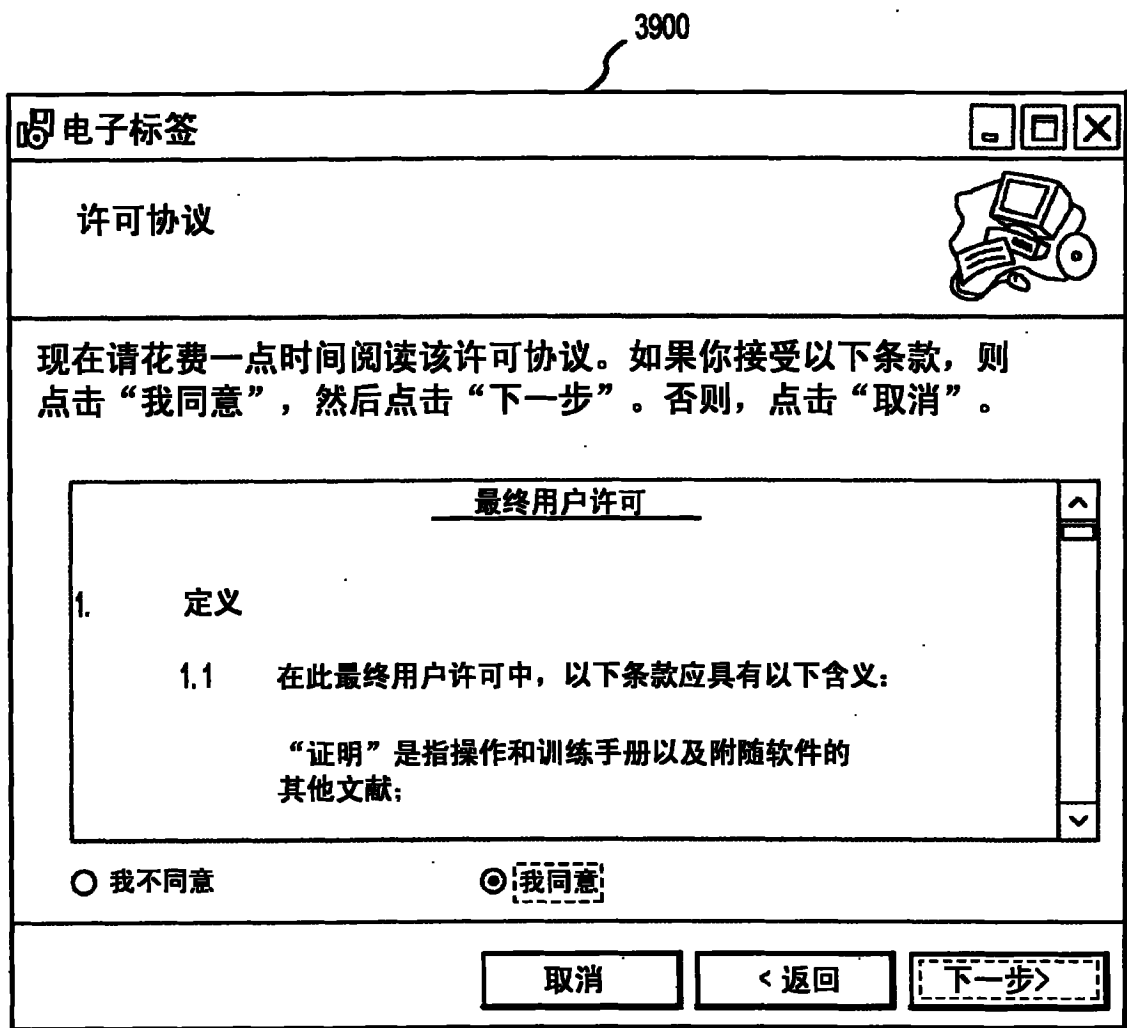 3900
电子标签
许可协议
现在请花费一点时间阅读该许可协议。如果你接受以下条款，则
点击“我同意”，然后点击“下一步”。否则，点击“取消”。
最终用户许可
1. 定义
1.1 在此最终用户许可中，以下条款应具有以下含义：
“证明”是指操作和训练手册以及附随软件的
其他文献；
我不同意 我同意
取消 <返回 下一步>